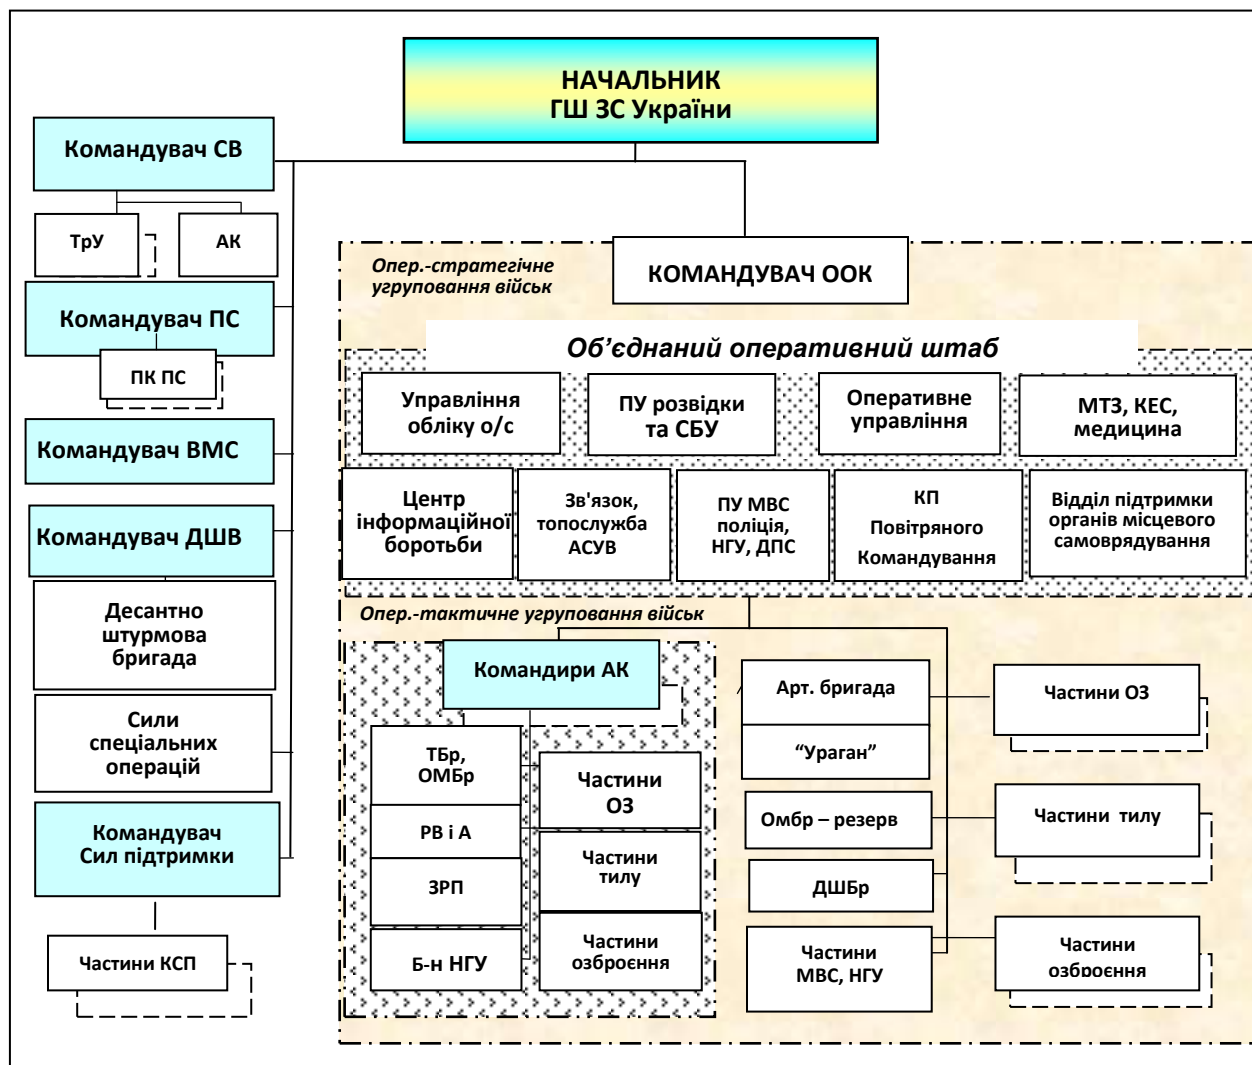 НАЧАЛЬНИК
ГШ ЗС України
Командувач СВ
ТрУ
АК
Командувач ПС
ПК ПС
Командувач ВМС
Командувач ДШВ
Десантно
штурмова
бригада
Сили
спеціальних
операцій
Командувач
Сил підтримки
Частини КСП
Опер.-стратегічне
угруповання військ
КОМАНДУВАЧ ООК
Об’єднаний оперативний штаб
Управління
обліку о/с
ПУ розвідки
та СБУ
Оперативне
управління
МТЗ, КЕС,
медицина
Центр
інформаційної
боротьби
Зв'язок,
топослужба
АСУВ
ПУ МВС
поліція,
НГУ, ДПС
КП
Повітряного
Командування
Відділ підтримки
органів місцевого
самоврядування
Опер.-тактичне угруповання військ
Командири АК
ТБр,
ОМБр
РВ і А
ЗРП
Б-н НГУ
Частини
ОЗ
Частини
тилу
Частини
озброєння
Арт. бригада
“Ураган”
Омбр – резерв
ДШБр
Частини
МВС, НГУ
Частини ОЗ
Частини тилу
Частини
озброєння